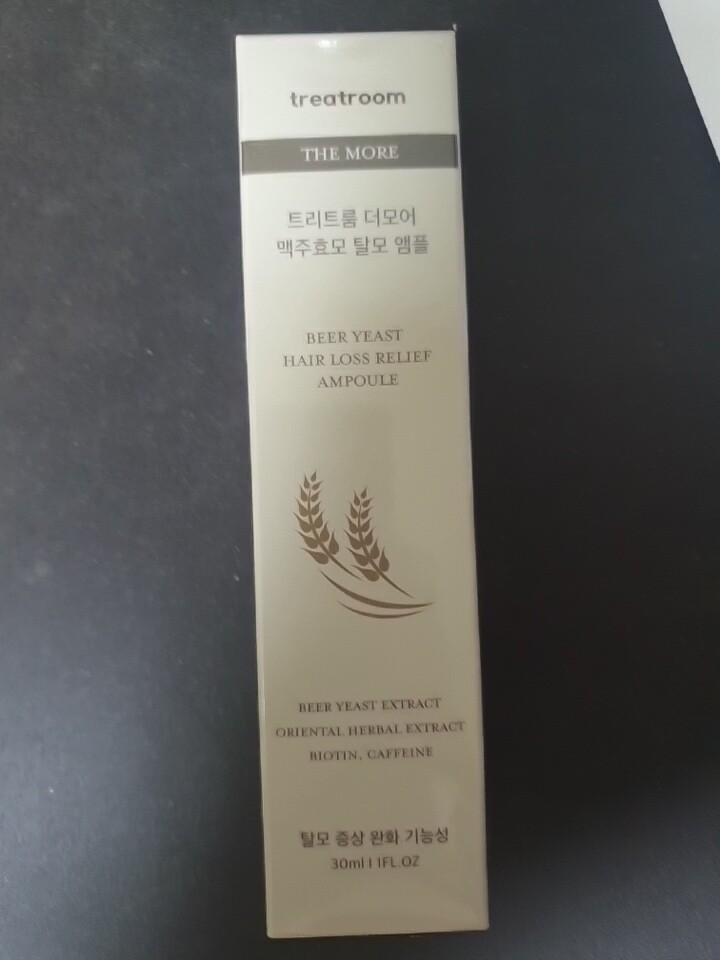 treatroom
THE MORE
트리트룸 더모어
맥주효모 탈모 앰플
BEER YEAST
HAIR LOSS RELIEF
AMPOULE
BEER YEAST EXTRACT
ORIENTAL HERBAL EXTRACT
BIOTIN, CAFFEINE
탈모 증상 완화 기능성
30ml l 1FL.OZ